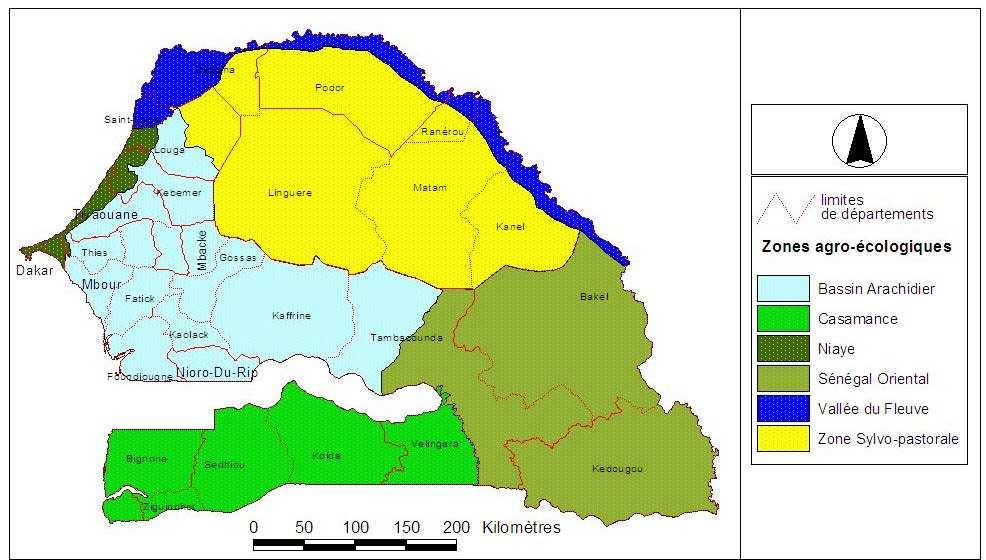 Podor
Ranérou
Saint-
Louga
Linguere
Matam
Kebemer
Kanel
Mbacke
Thies
Gossas
Dakar
Mbour
Bakel
Fatick
Kaffrine
Kaolack
Tambacounda
Foundiougne
Nioro-Du-Rip
Bignona
Sedhiou
Kolda
Velingara
Kedougou
Ziguinchor
0 50 100 150 200 Kilomètres
limites
de départements
Zones agro-écologiques
Bassin Arachidier
Casamance
Niaye
Sénégal Oriental
Vallée du Fleuve
Zone Sylvo-pastorale